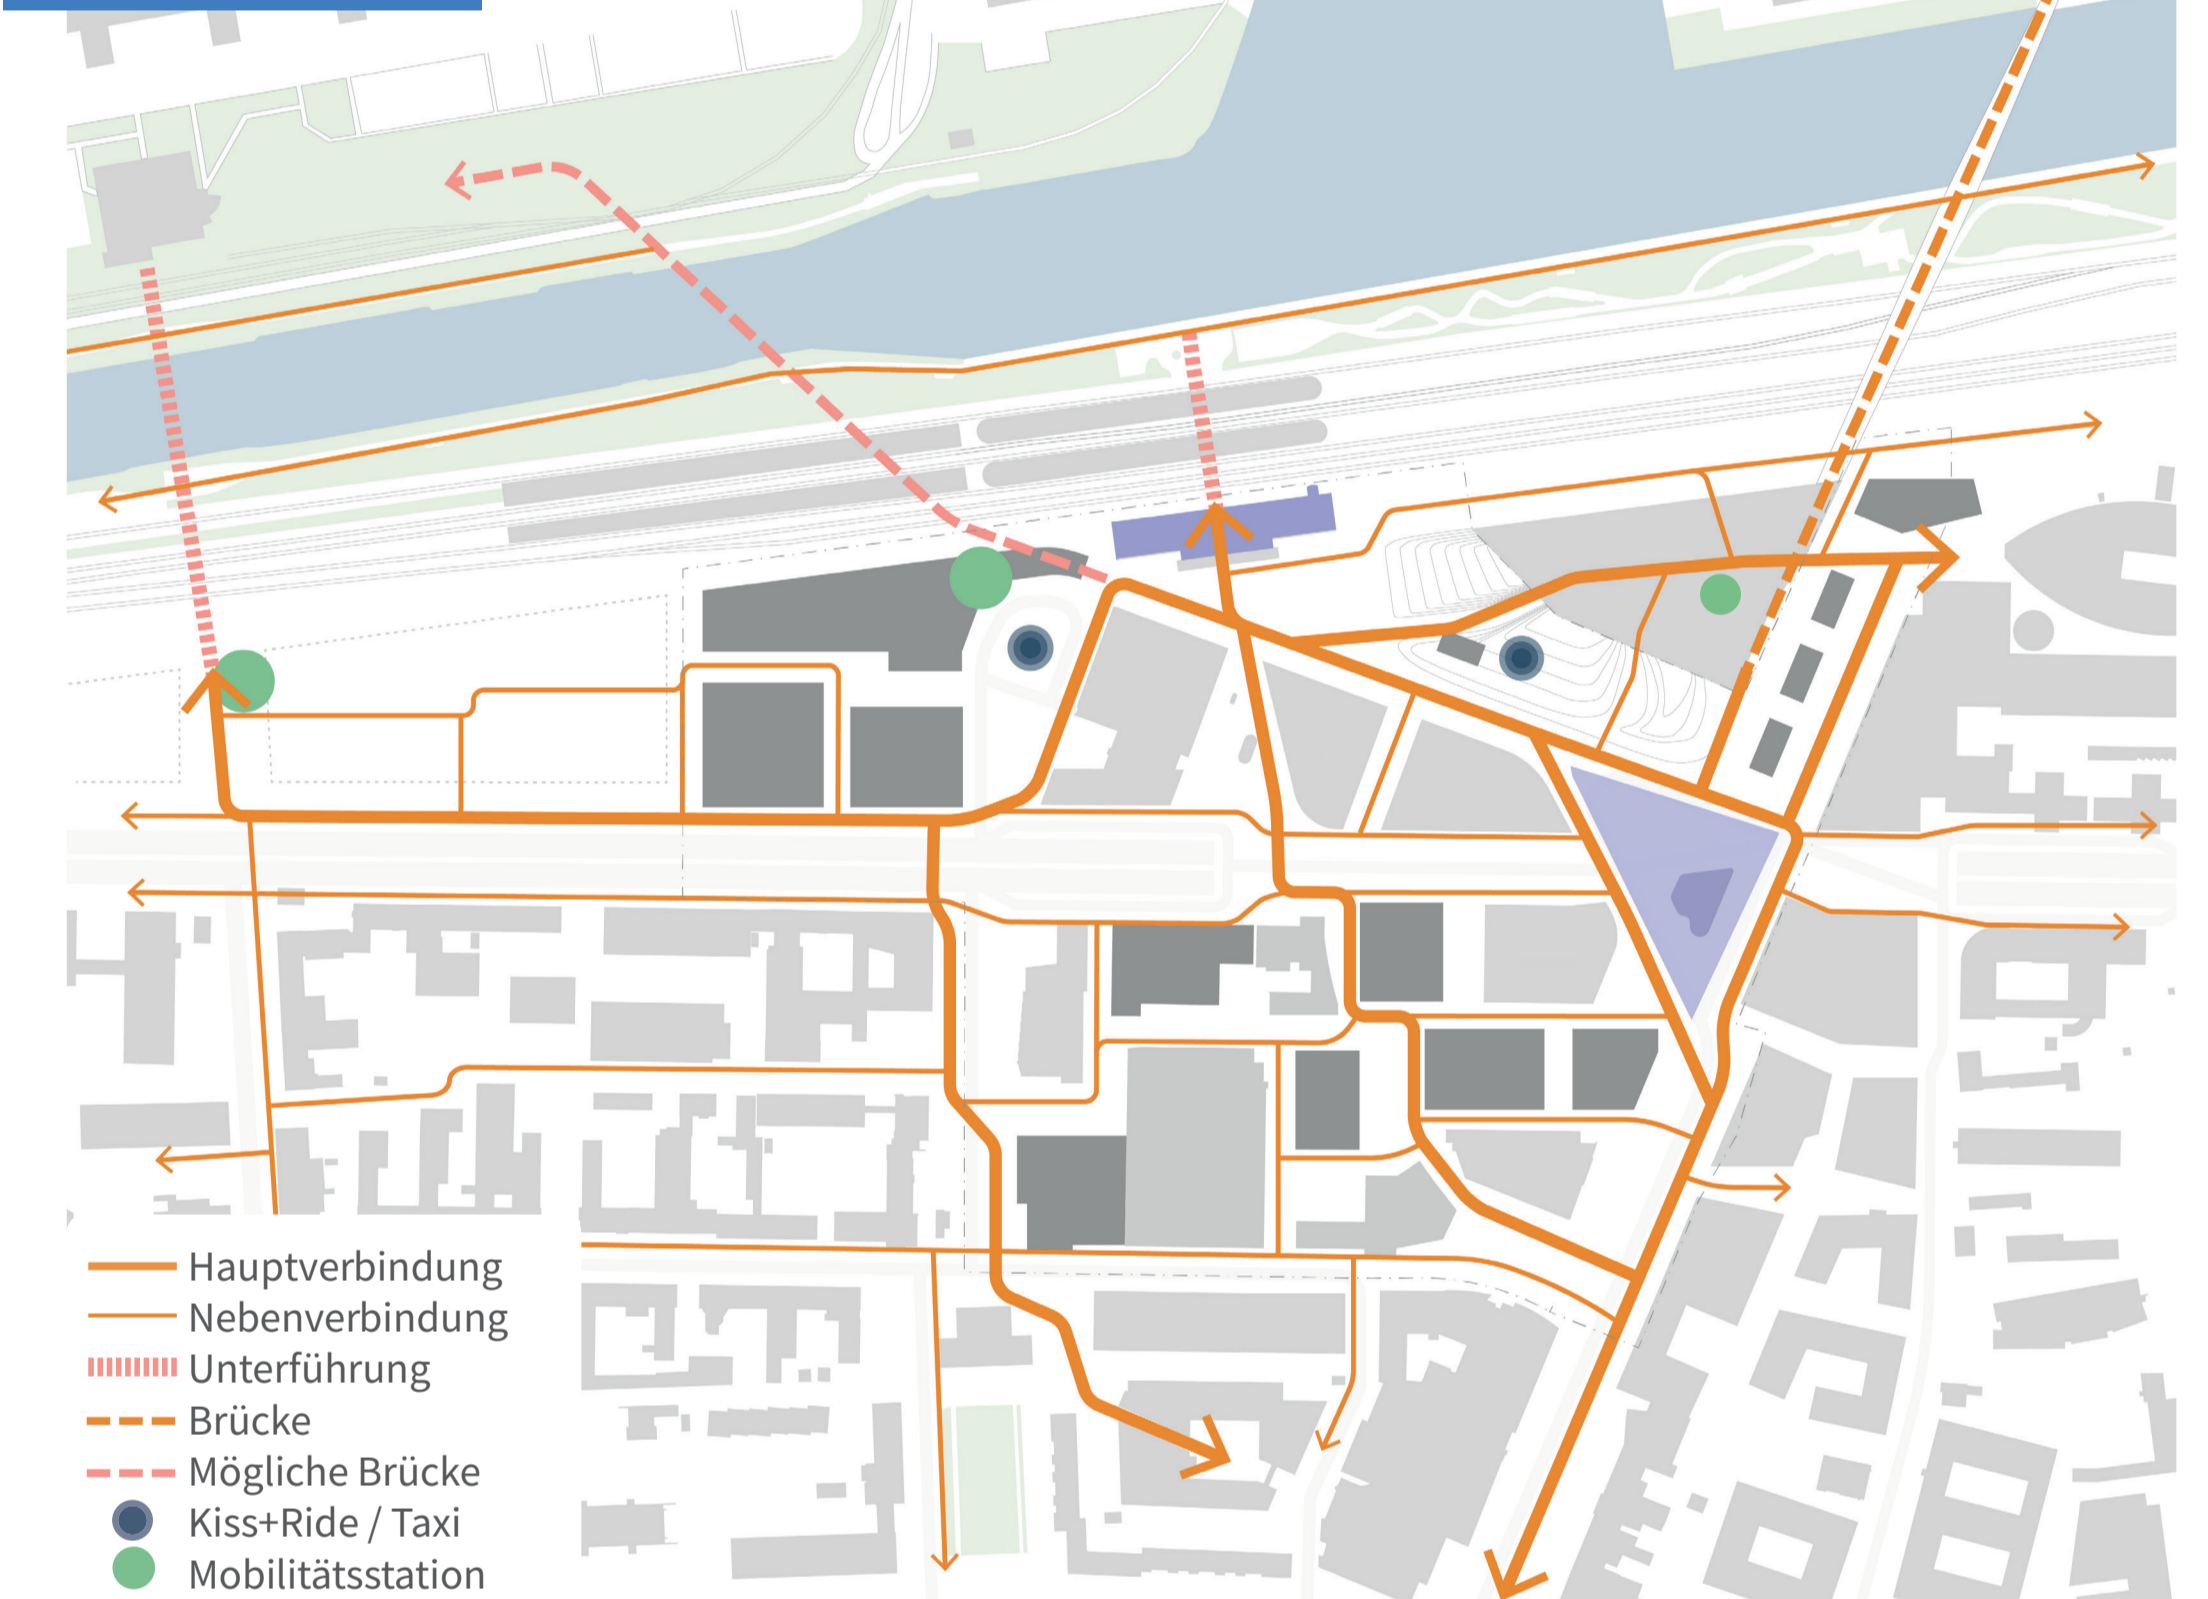 Hauptverbindung
Nebenverbindung
Unterführung
Brücke
Mögliche Brücke
Kiss+Ride / Taxi
Mobilitätsstation